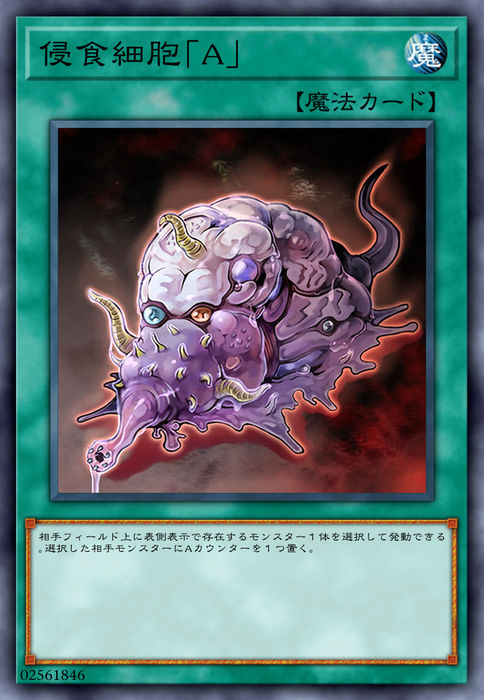 侵食細胞「A」
魔
【魔法カード】
相手フィールド上に表側表示で存在するモンスター１体を選択して発動できる
。選択した相手モンスターにAカウンターを１つ置く。
02561846